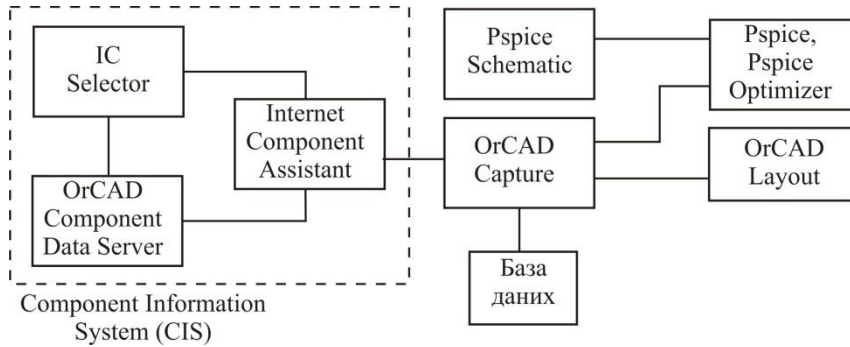 IC
Selector
OrCAD
Component
Data Server
Internet
Component
Assistant
Component Information
System (CIS)
Pspice
Schematic
OrCAD
Capture
База
даних
Pspice,
Pspice
Optimizer
OrCAD
Layout